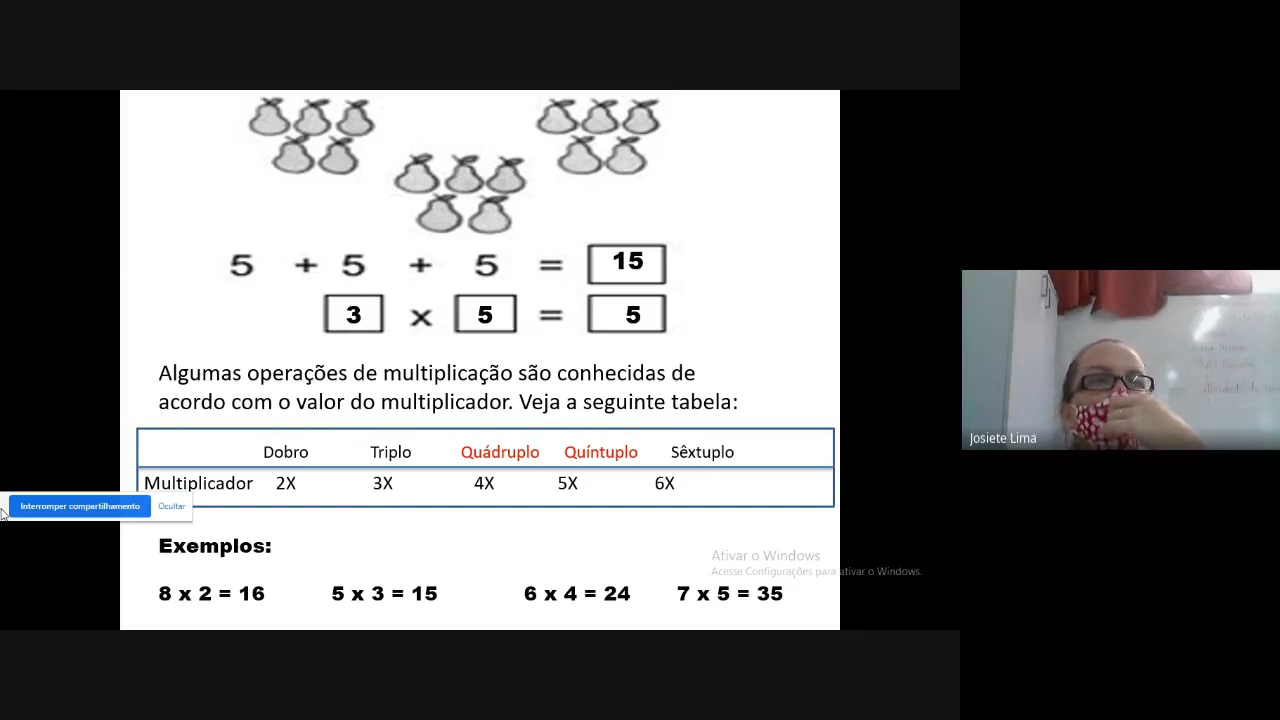 5 + 5 + 5 = 15
3 x 5 = 5
Algumas operações de multiplicação são conhecidas de
acordo com o valor do multiplicador. Veja a seguinte tabela:
Dobro Triplo Quádruplo Quíntuplo Sêxtuplo
Multiplicador 2X 3X 4X 5X 6X
Interromper compartilhamento Ocultar
Exemplos:
Ativar o Windows
Acesse Configurações para ativar o Windows.
8 x 2 = 16 5 x 3 = 15 6 x 4 = 24 7 x 5 = 35
Josiete Lima